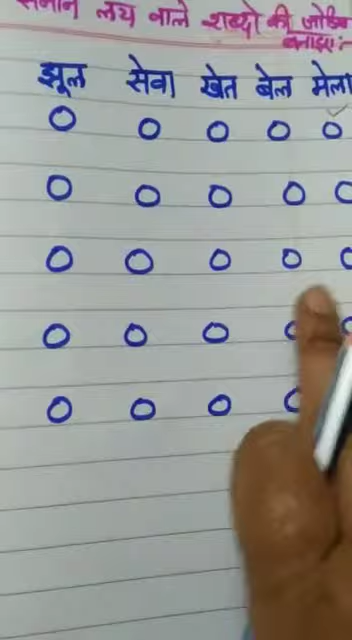 समान लय वाले शब्दो की जोड़ियां
बनाइए:-
झूल सेवा खेत बेल मेला